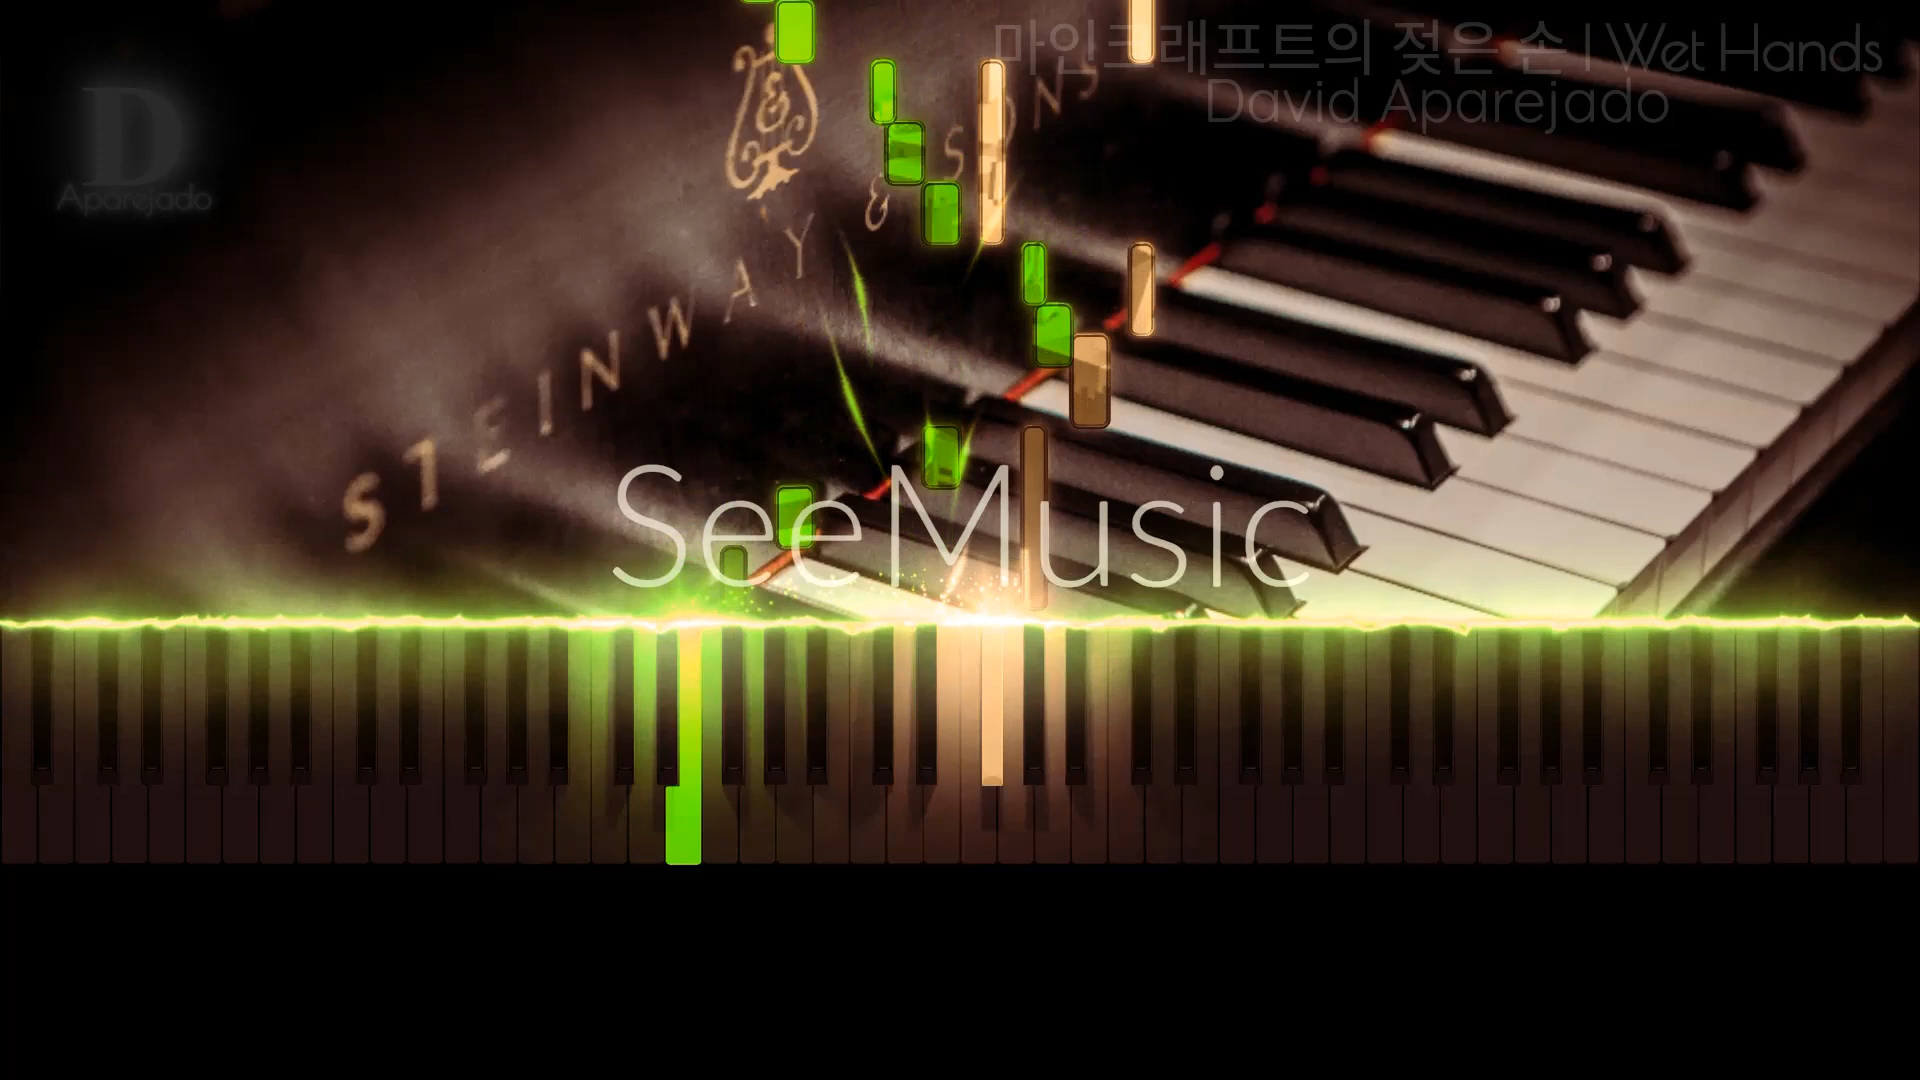 마인크래프트의 젖은 손 | Wet Hands
David Aparejado
D
Aparejado
STEINWAY & SONS
SeeMusic